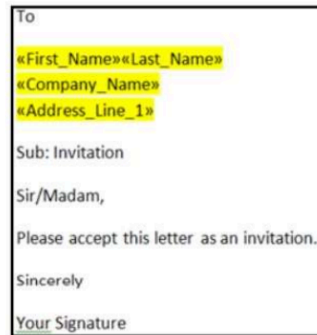 To
«First_Name»«Last_Name»
«Company_Name»
«Address_Line_1»
Sub: Invitation
Sir/Madam,
Please accept this letter as an invitation.
Sincerely
Your Signature